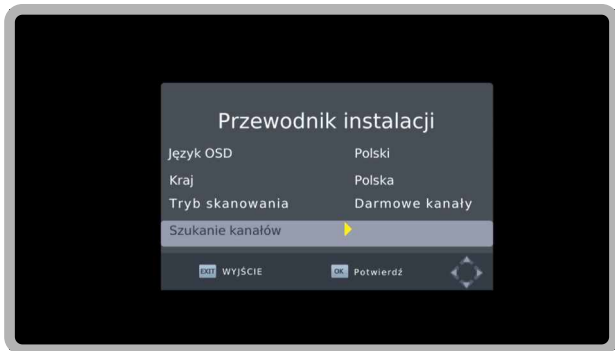 Przewodnik instalacji
Język OSD Polski
Kraj Polska
Tryb skanowania Darmowe kanały
Szukanie kanałów
EXIT WYJŚCIE OK Potwierdź